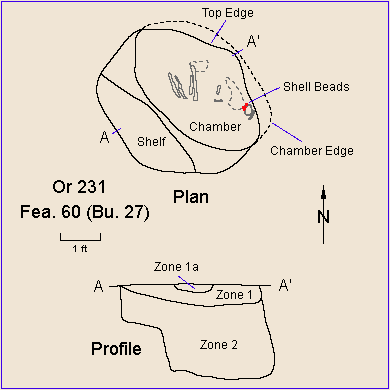 Top Edge
A'
Shell Beads
A
Chamber
Shelf
Chamber Edge
Or 231
Fea. 60 (Bu. 27)
Plan
N
1 ft
Zone 1a
A
A'
Zone 1
Zone 2
Profile